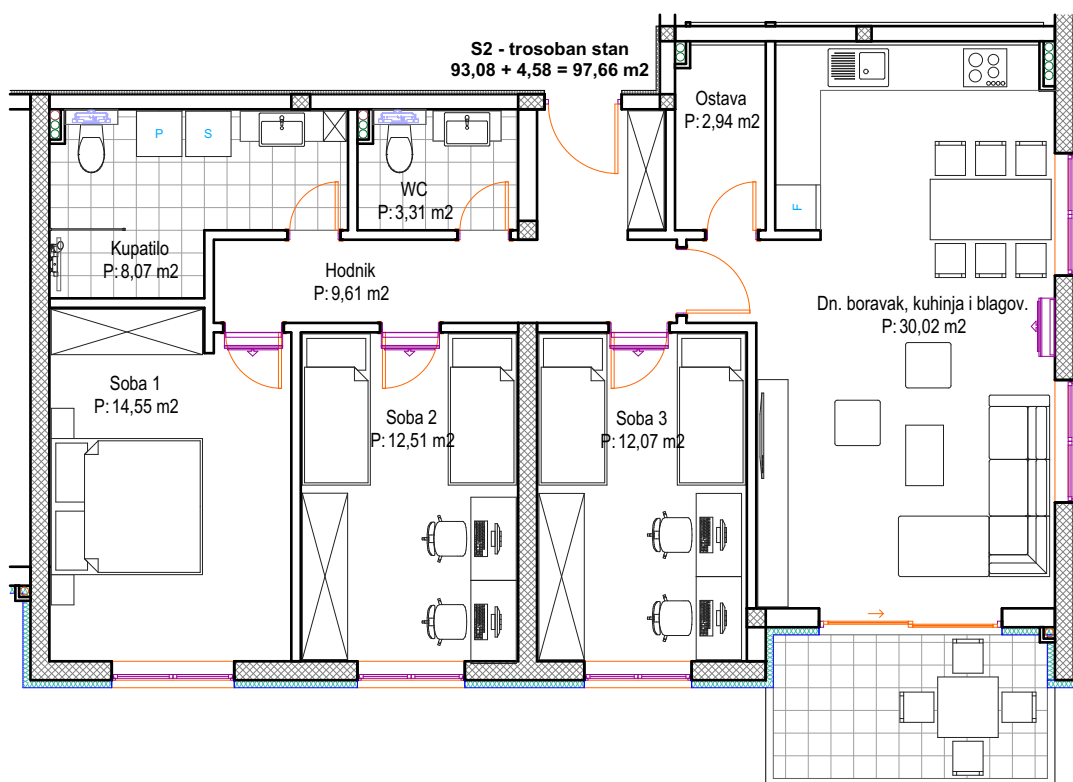 S2 - trosoban stan
93,08 + 4,58 = 97,66 m2
Ostava
P: 2,94 m2
P
S
WC
P: 3,31 m2
F
Kupatilo
P: 8,07 m2
Hodnik
P: 9,61 m2
Dn. boravak, kuhinja i blagov.
P: 30,02 m2
Soba 1
P: 14,55 m2
Soba 2
P: 12,51 m2
Soba 3
P: 12,07 m2